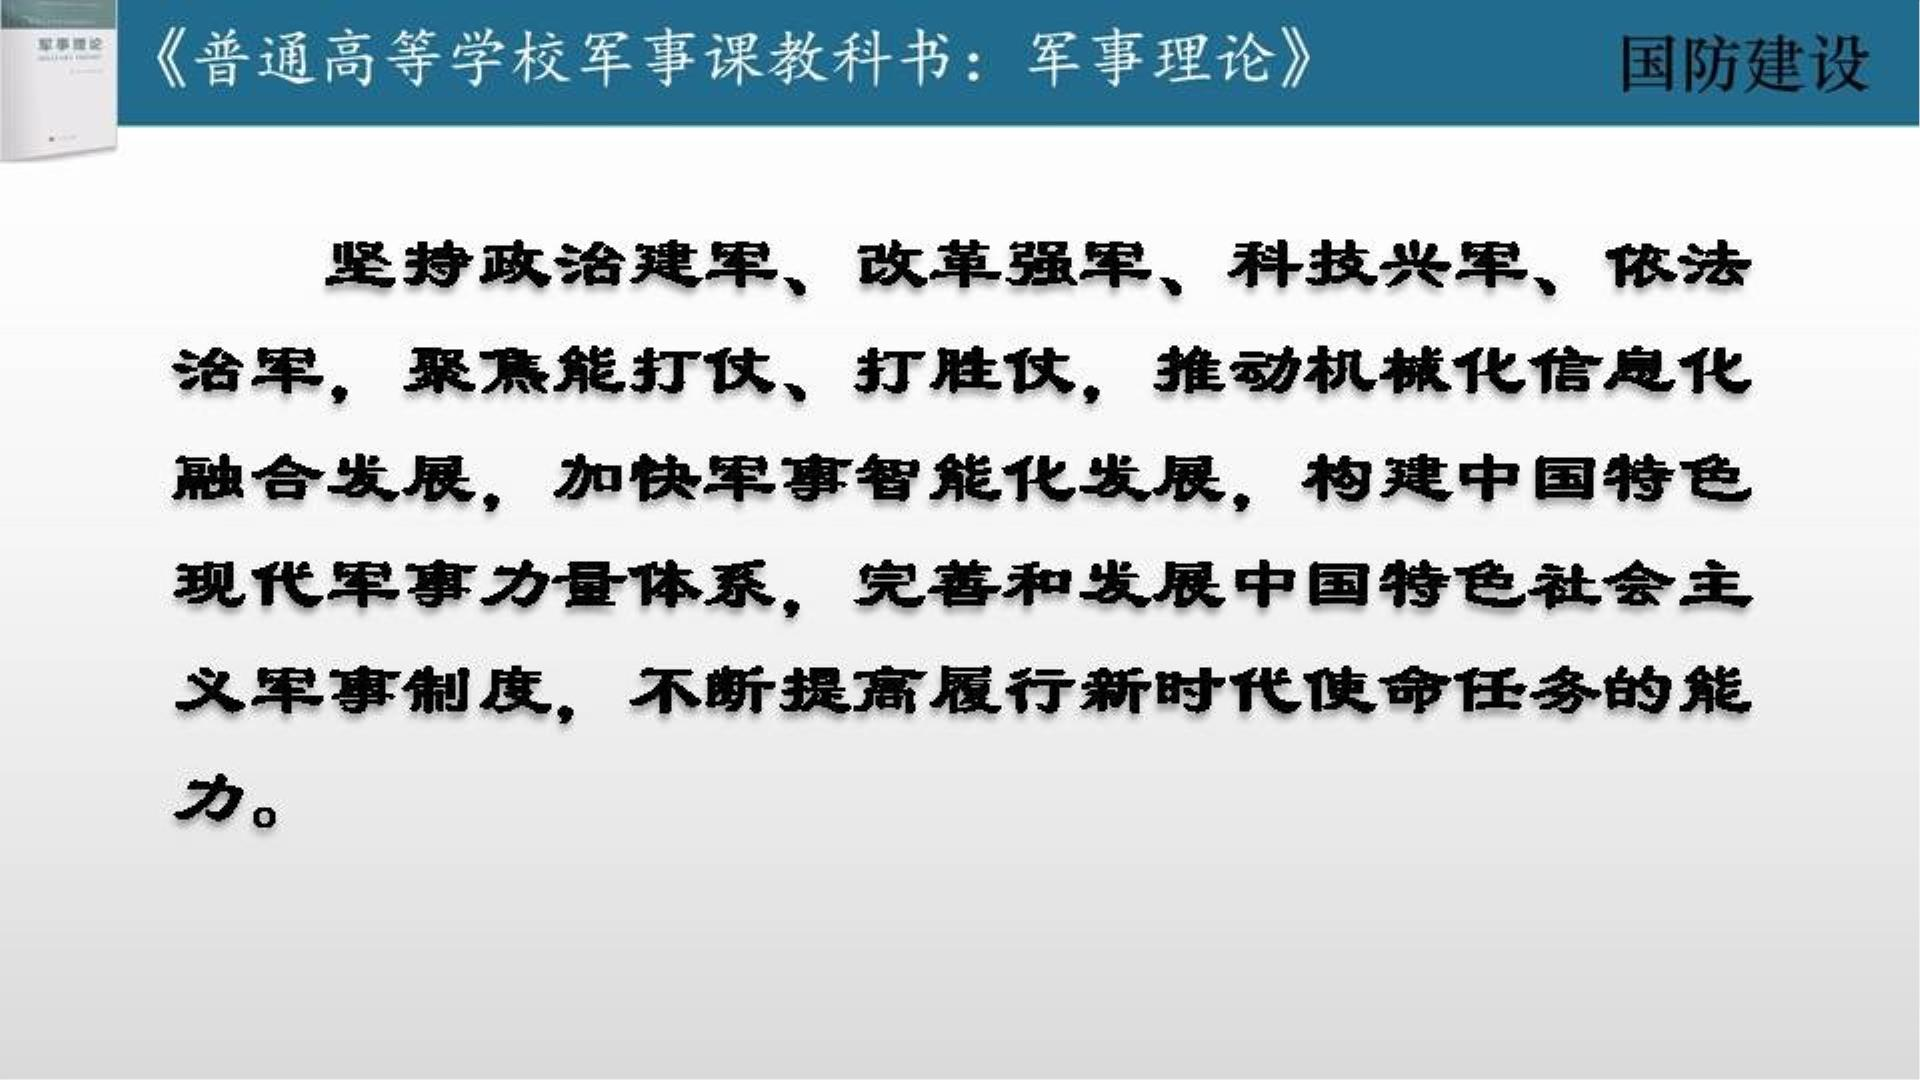 军事理论
《普通高等学校军事课教科书：军事理论》
国防建设
坚持政治建军、改革强军、科技兴军、依法
治军，聚焦能打仗、打胜仗，推动机械化信息化
融合发展，加快军事智能化发展，构建中国特色
现代军事力量体系，完善和发展中国特色社会主
义军事制度，不断提高履行新时代使命任务的能
力。